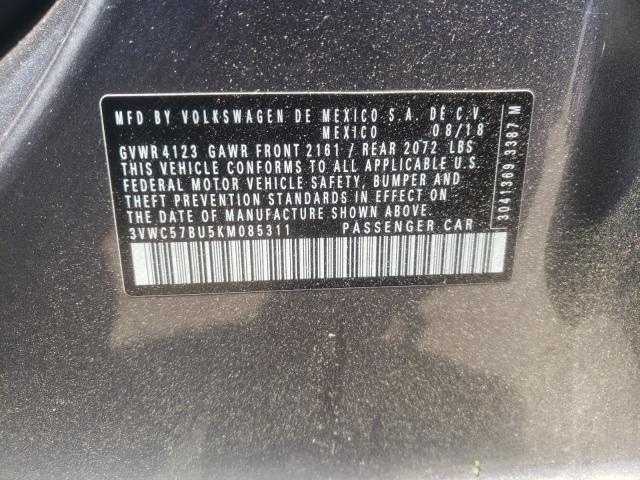 MFD BY VOLKSWAGEN DE MEXICO S.A. DE C.V.
MEXICO 08/18
GVWR 4123 GAWR FRONT 2161 / REAR 2072 LBS
THIS VEHICLE CONFORMS TO ALL APPLICABLE U.S.
FEDERAL MOTOR VEHICLE SAFETY, BUMPER AND
THEFT PREVENTION STANDARDS IN EFFECT ON
THE DATE OF MANUFACTURE SHOWN ABOVE.
3VWC57BU5KM085311 PASSENGER CAR
3041369 3387 M